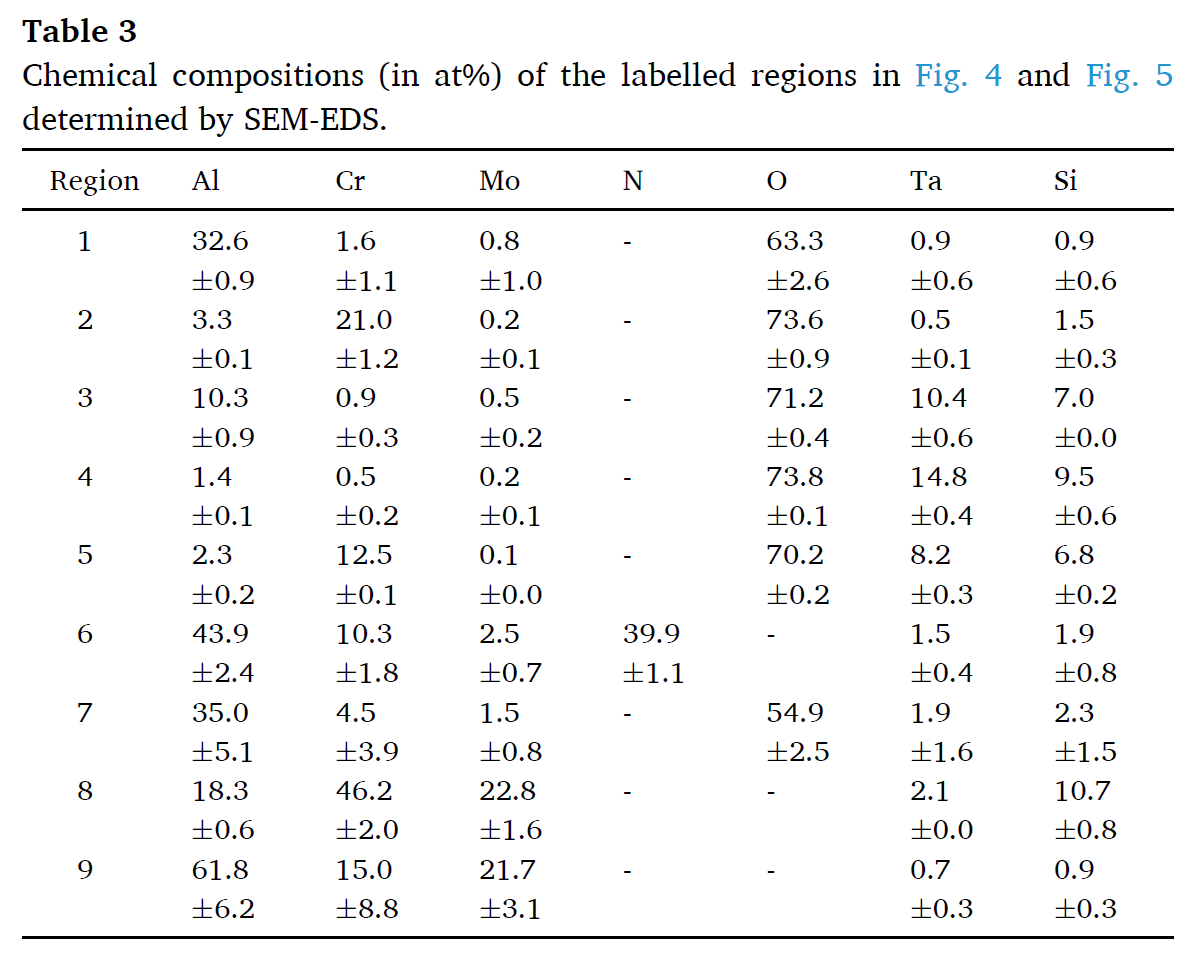 Table 3
Chemical compositions (in at%) of the labelled regions in Fig. 4 and Fig. 5
determined by SEM-EDS.
Region Al Cr Mo N O Ta Si
1 32.6 1.6 0.8 - 63.3 0.9 0.9
±0.9 ±1.1 ±1.0 ±2.6 ±0.6 ±0.6
2 3.3 21.0 0.2 - 73.6 0.5 1.5
±0.1 ±1.2 ±0.1 ±0.9 ±0.1 ±0.3
3 10.3 0.9 0.5 - 71.2 10.4 7.0
±0.9 ±0.3 ±0.2 ±0.4 ±0.6 ±0.0
4 1.4 0.5 0.2 - 73.8 14.8 9.5
±0.1 ±0.2 ±0.1 ±0.1 ±0.4 ±0.6
5 2.3 12.5 0.1 - 70.2 8.2 6.8
±0.2 ±0.1 ±0.0 ±0.2 ±0.3 ±0.2
6 43.9 10.3 2.5 39.9 - 1.5 1.9
±2.4 ±1.8 ±0.7 ±1.1 ±0.4 ±0.8
7 35.0 4.5 1.5 - 54.9 1.9 2.3
±5.1 ±3.9 ±0.8 ±2.5 ±1.6 ±1.5
8 18.3 46.2 22.8 - - 2.1 10.7
±0.6 ±2.0 ±1.6 ±0.0 ±0.8
9 61.8 15.0 21.7 - - 0.7 0.9
±6.2 ±8.8 ±3.1 ±0.3 ±0.3